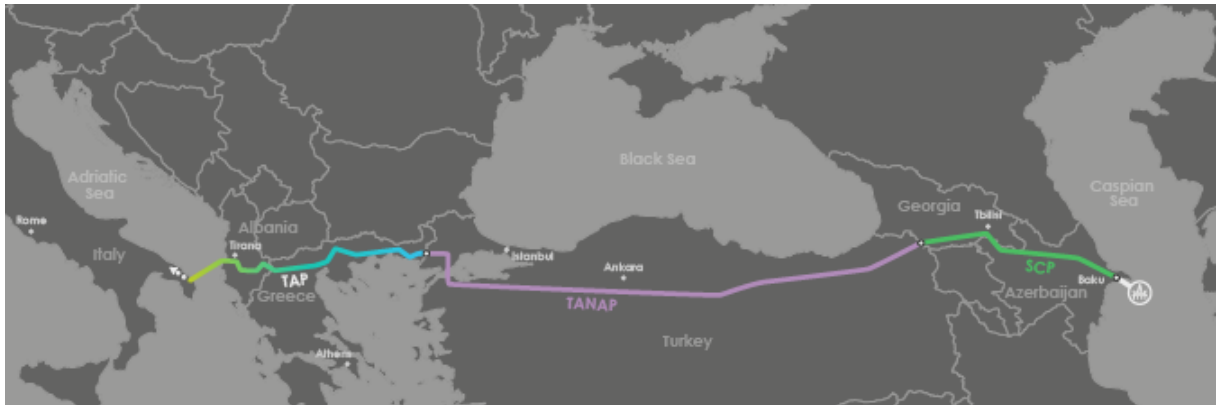 Black Sea
Adriatic
Sea
Caspian
Sea
Georgia
Tbilisi
Rome
Albania
Tirana
Italy
Istanbul
Ankara
TAP
SCP
Baku
Azerbaijan
Greece
TANAP
Turkey
Athens